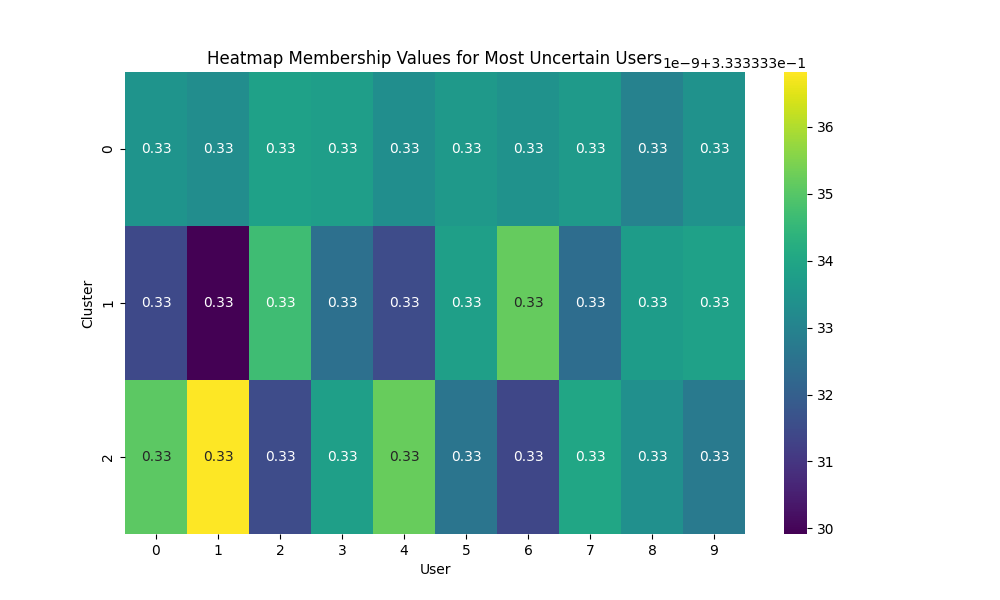 Heatmap Membership Values for Most Uncertain Users
1e−9+3.333333e−1
0 0.33 0.33 0.33 0.33 0.33 0.33 0.33 0.33 0.33 0.33
1 0.33 0.33 0.33 0.33 0.33 0.33 0.33 0.33 0.33 0.33
2 0.33 0.33 0.33 0.33 0.33 0.33 0.33 0.33 0.33 0.33
Cluster
0 1 2 3 4 5 6 7 8 9
User
36
35
34
33
32
31
30